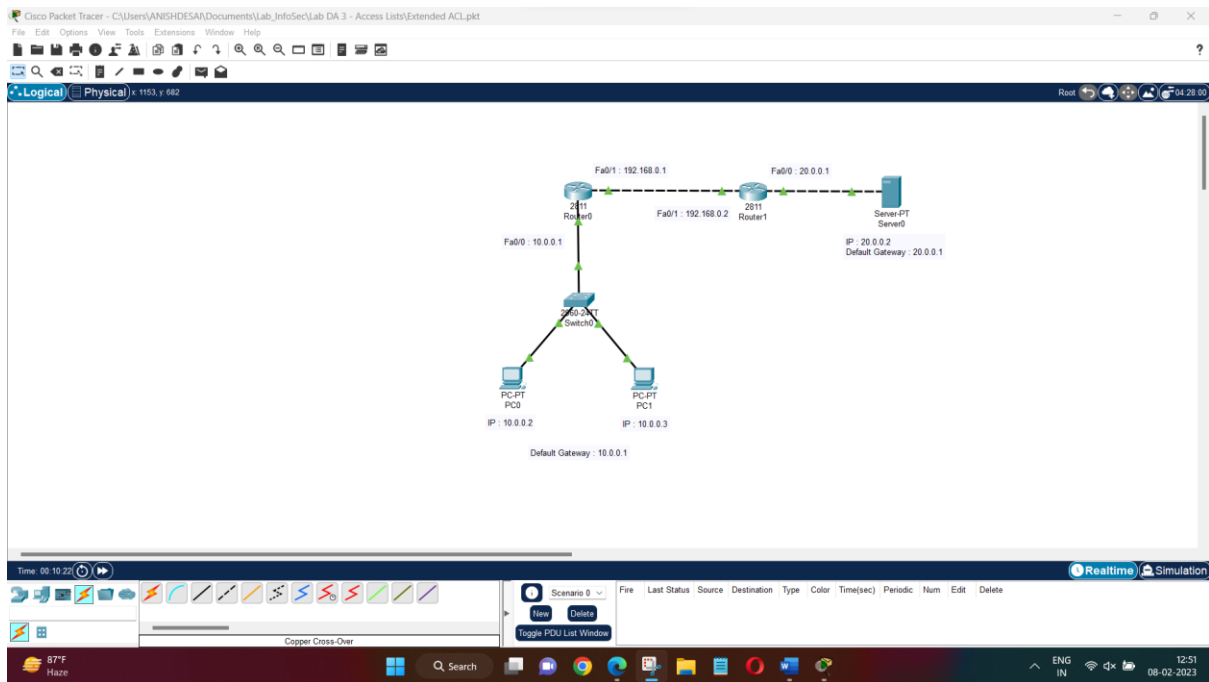 Cisco Packet Tracer - C:\Users\ANISHDESAI\Documents\Lab_InfoSec\Lab DA 3 - Access Lists\Extended ACL.pkt
File Edit Options View Tools Extensions Window Help
?
Logical Physical x: 1153, y: 682 Root 04:28:00
Fa0/1 : 192.168.0.1 Fa0/0 : 20.0.0.1
2811
Router0
Fa0/1 : 192.168.0.2
2811
Router1
Server-PT
Server0
Fa0/0 : 10.0.0.1
IP : 20.0.0.2
Default Gateway : 20.0.0.1
2960-24TT
Switch0
PC-PT
PC0
PC-PT
PC1
IP : 10.0.0.2
IP : 10.0.0.3
Default Gateway : 10.0.0.1
Time: 00:10:22 Realtime Simulation
Scenario 0
New Delete
Toggle PDU List Window
Fire Last Status Source Destination Type Color Time(sec) Periodic Num Edit Delete
Copper Cross-Over
87°F
Haze
Search
ENG
IN
12:51
08-02-2023